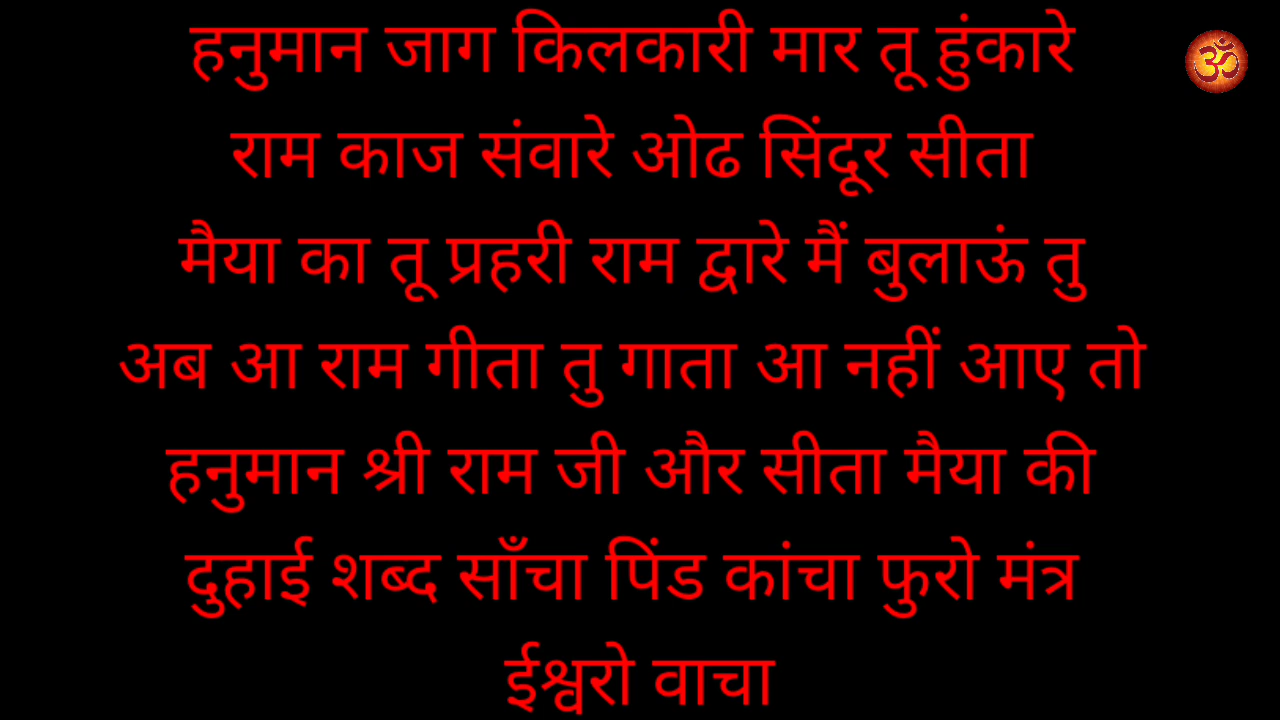 हनुमान जाग किलकारी मार तू हुंकारे
राम काज संवारे ओढ सिंदूर सीता
मैया का तू प्रहरी राम द्वारे मैं बुलाऊं तु
अब आ राम गीता तु गाता आ नहीं आए तो
हनुमान श्री राम जी और सीता मैया की
दुहाई शब्द साँचा पिंड कांचा फुरो मंत्र
ईश्वरो वाचा
ॐ